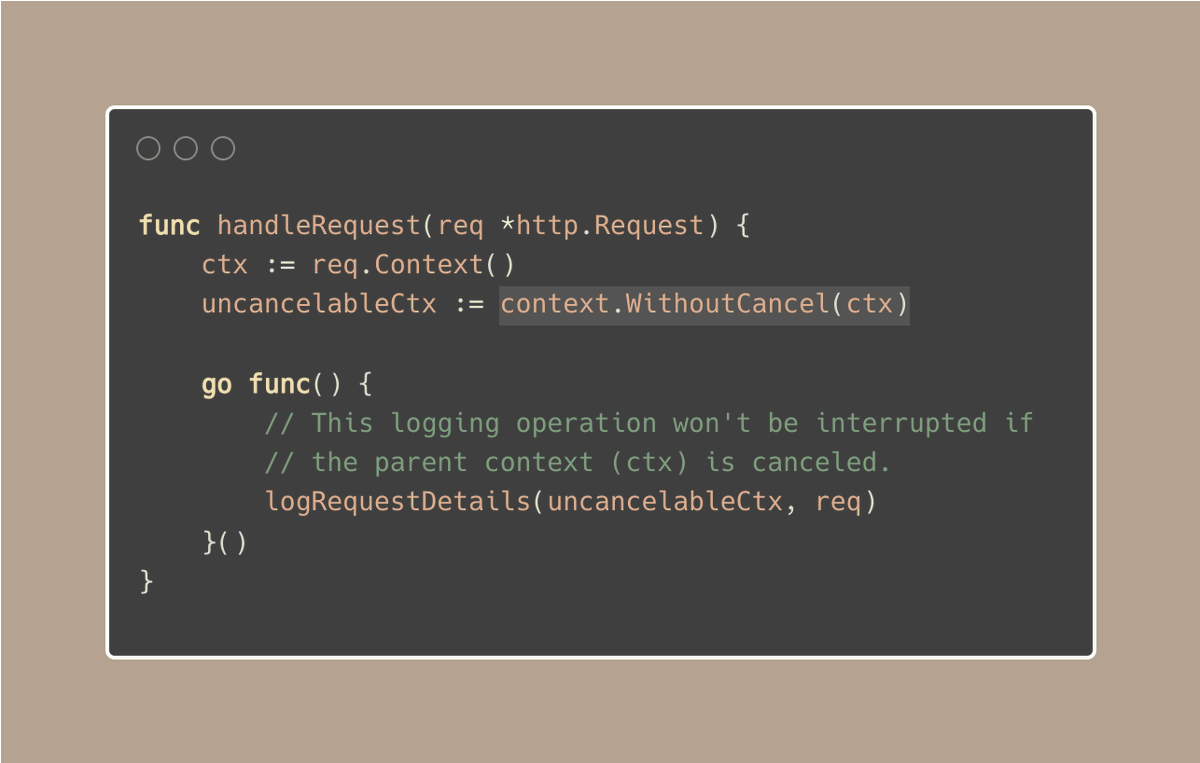 func handleRequest(req *http.Request) {
    ctx := req.Context()
    uncancelableCtx := context.WithoutCancel(ctx)

    go func() {
        // This logging operation won't be interrupted if
        // the parent context (ctx) is canceled.
        logRequestDetails(uncancelableCtx, req)
    }()
}